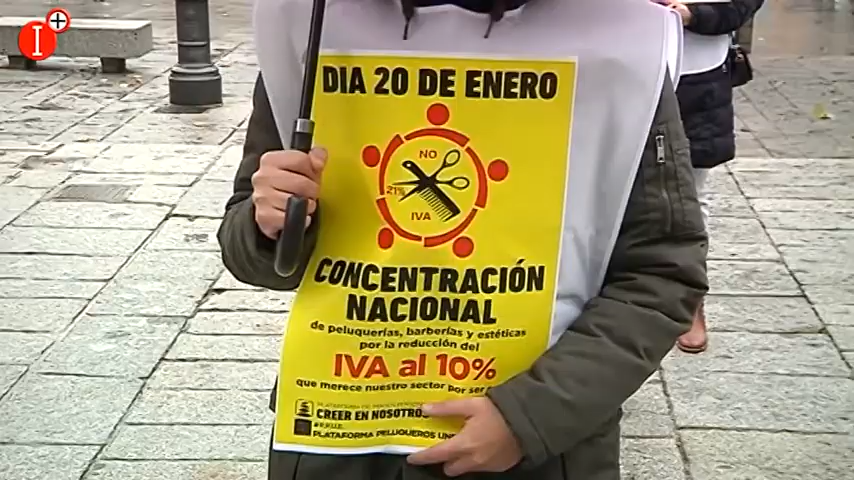 I
DIA 20 DE ENERO
NO
21%
IVA
CONCENTRACIÓN
NACIONAL
de peluquerías, barberías y estéticas
por la reducción del
IVA al 10%
que merece nuestro sector por ser
CREER EN NOSOTROS
PLATAFORMA PELUQUEROS